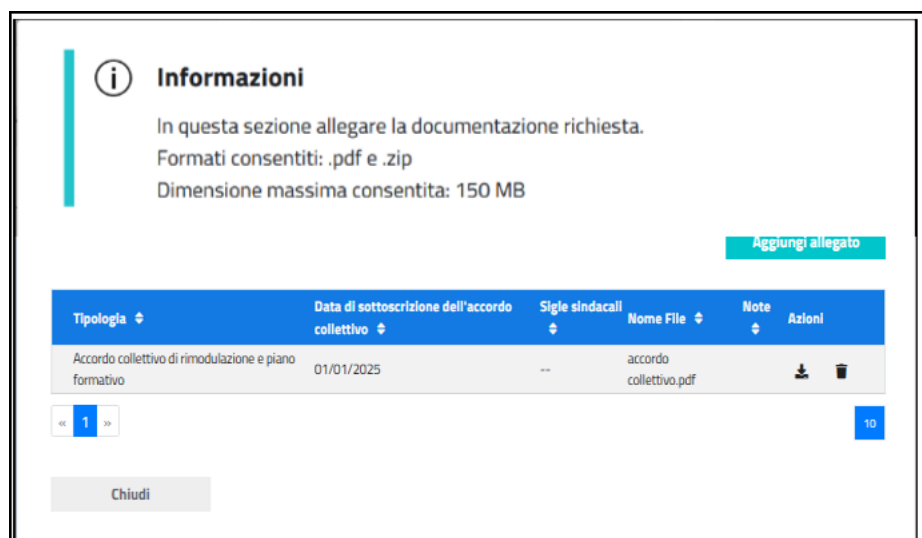 Informazioni
In questa sezione allegare la documentazione richiesta.
Formati consentiti: .pdf e .zip
Dimensione massima consentita: 150 MB
Aggiungi allegato
Tipologia
Data di sottoscrizione dell'accordo
collettivo
Sigle sindacali
Nome File
Note
Azioni
Accordo collettivo di rimodulazione e piano
formativo
01/01/2025
--
accordo
collettivo.pdf
« 1 »
10
Chiudi